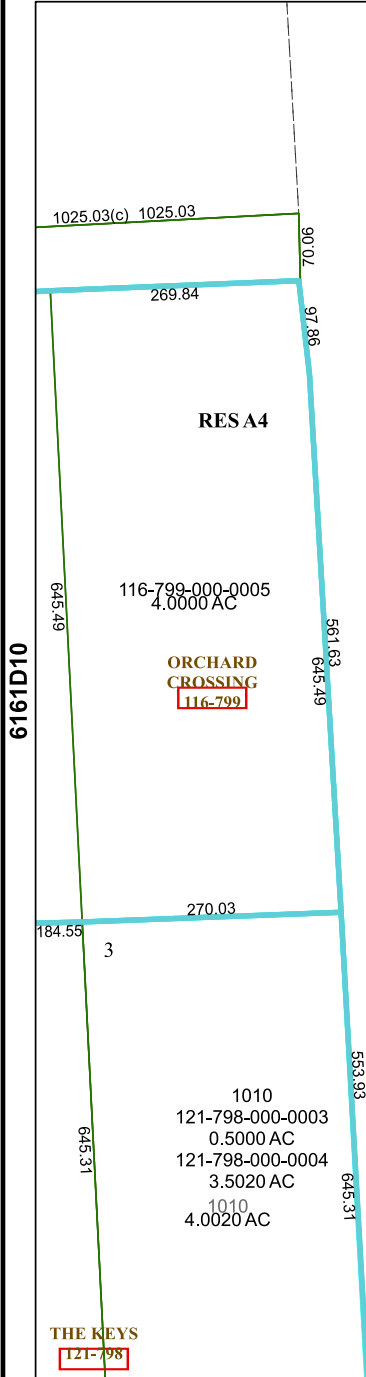 1025.03(c) 1025.03
70.06
269.84
97.86
RES A4
116-799-000-0005
4.0000 AC
645.49
561.63
645.49
6161D10
ORCHARD
CROSSING
116-799
270.03
184.55
3
553.93
1010
121-798-000-0003
0.5000 AC
121-798-000-0004
3.5020 AC
1010
4.0020 AC
645.31
645.31
THE KEYS
121-798